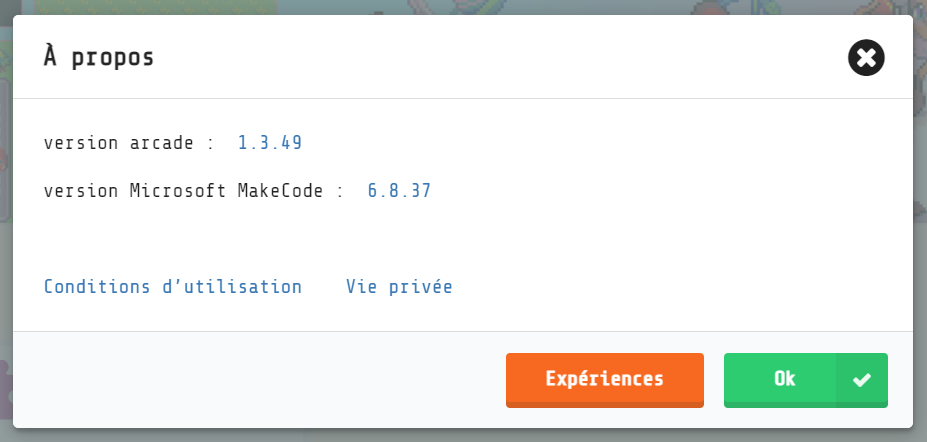 À propos
version arcade : 1.3.49
version Microsoft MakeCode : 6.8.37
Conditions d'utilisation Vie privée
Expériences Ok